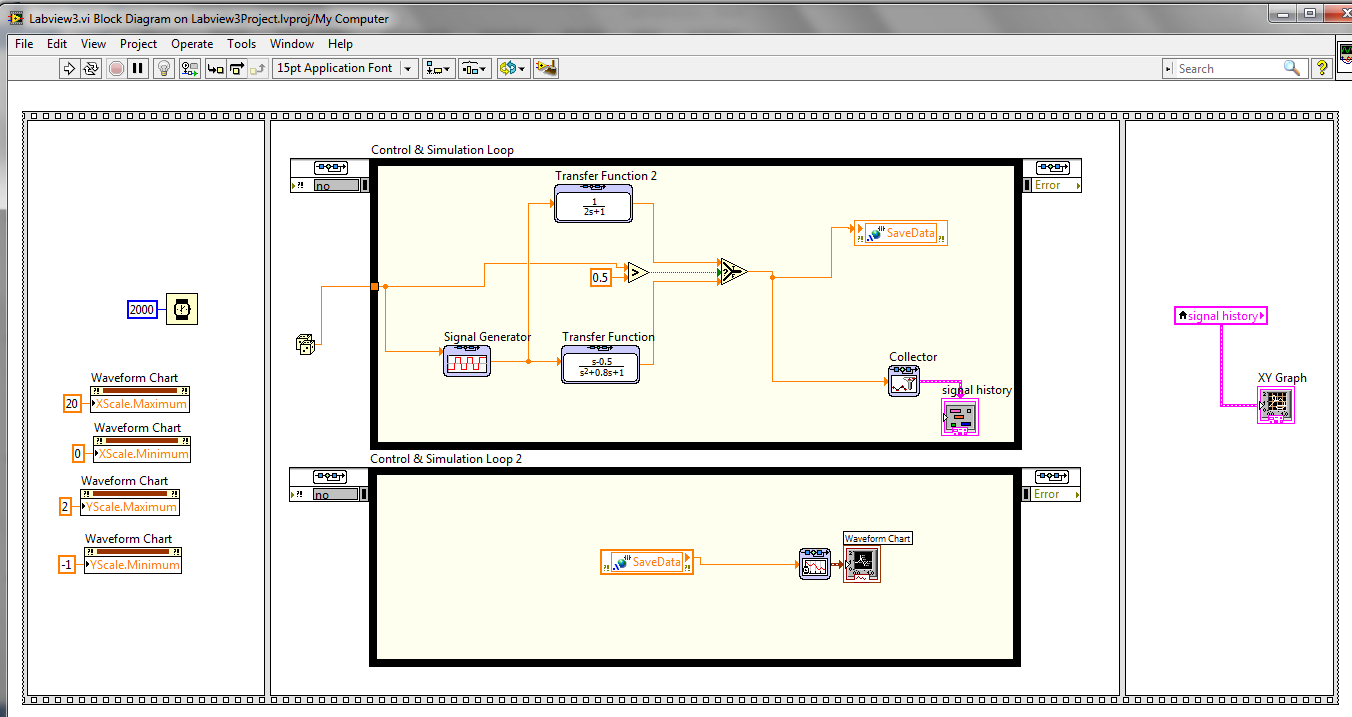 Labview3.vi Block Diagram on Labview3Project.lvproj/My Computer
File Edit View Project Operate Tools Window Help
15pt Application Font
Search
?
2000
Waveform Chart
20
XScale.Maximum
Waveform Chart
0
XScale.Minimum
Waveform Chart
2
YScale.Maximum
Waveform Chart
-1
YScale.Minimum
Control & Simulation Loop
?!
no
Error
Transfer Function 2
1
2s+1
0.5
>
Signal Generator
Transfer Function
s-0.5
s²+0.8s+1
SaveData
Collector
signal history
Control & Simulation Loop 2
?!
no
Error
SaveData
Waveform Chart
signal history
XY Graph